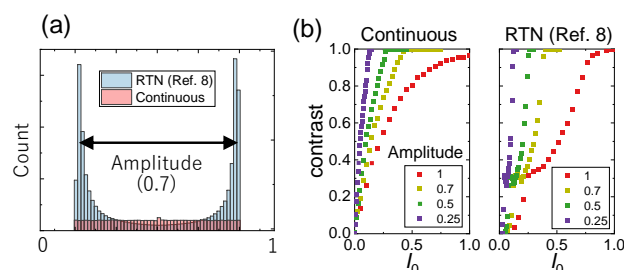 (a)
RTN (Ref. 8)
Continuous
Count
Amplitude
(0.7)
0
1
(b)
Continuous
RTN (Ref. 8)
contrast
1.0
0.8
0.6
0.4
0.2
0.0
Amplitude
1
0.7
0.5
0.25
1
0.7
0.5
0.25
0.0 0.5 1.0
0.0 0.5 1.0
I0
I0